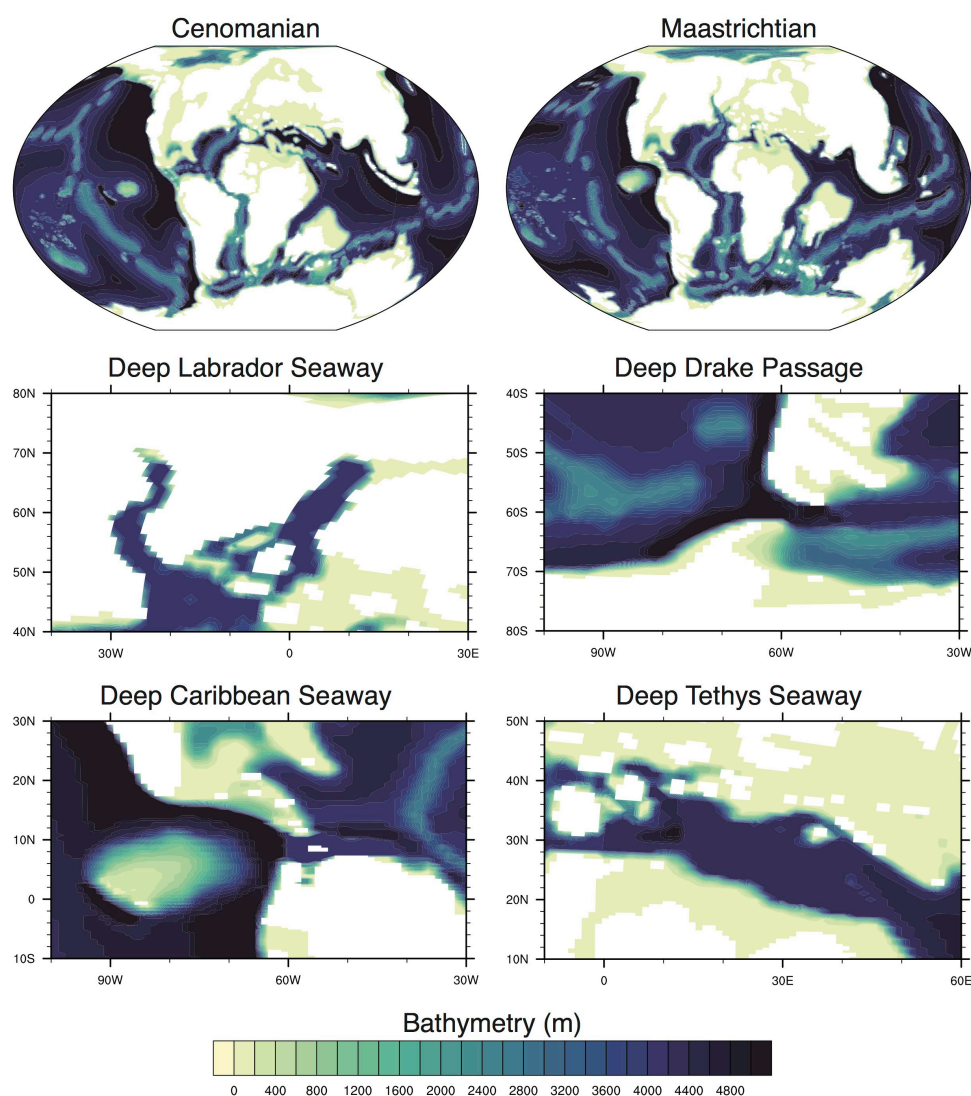 Cenomanian
Maastrichtian
Deep Labrador Seaway
80N
70N
60N
50N
40N
30W
0
30E
Deep Drake Passage
40S
50S
60S
70S
80S
90W
60W
30W
Deep Caribbean Seaway
30N
20N
10N
0
10S
90W
60W
30W
Deep Tethys Seaway
50N
40N
30N
20N
10N
0
30E
60E
Bathymetry (m)
0 400 800 1200 1600 2000 2400 2800 3200 3600 4000 4400 4800